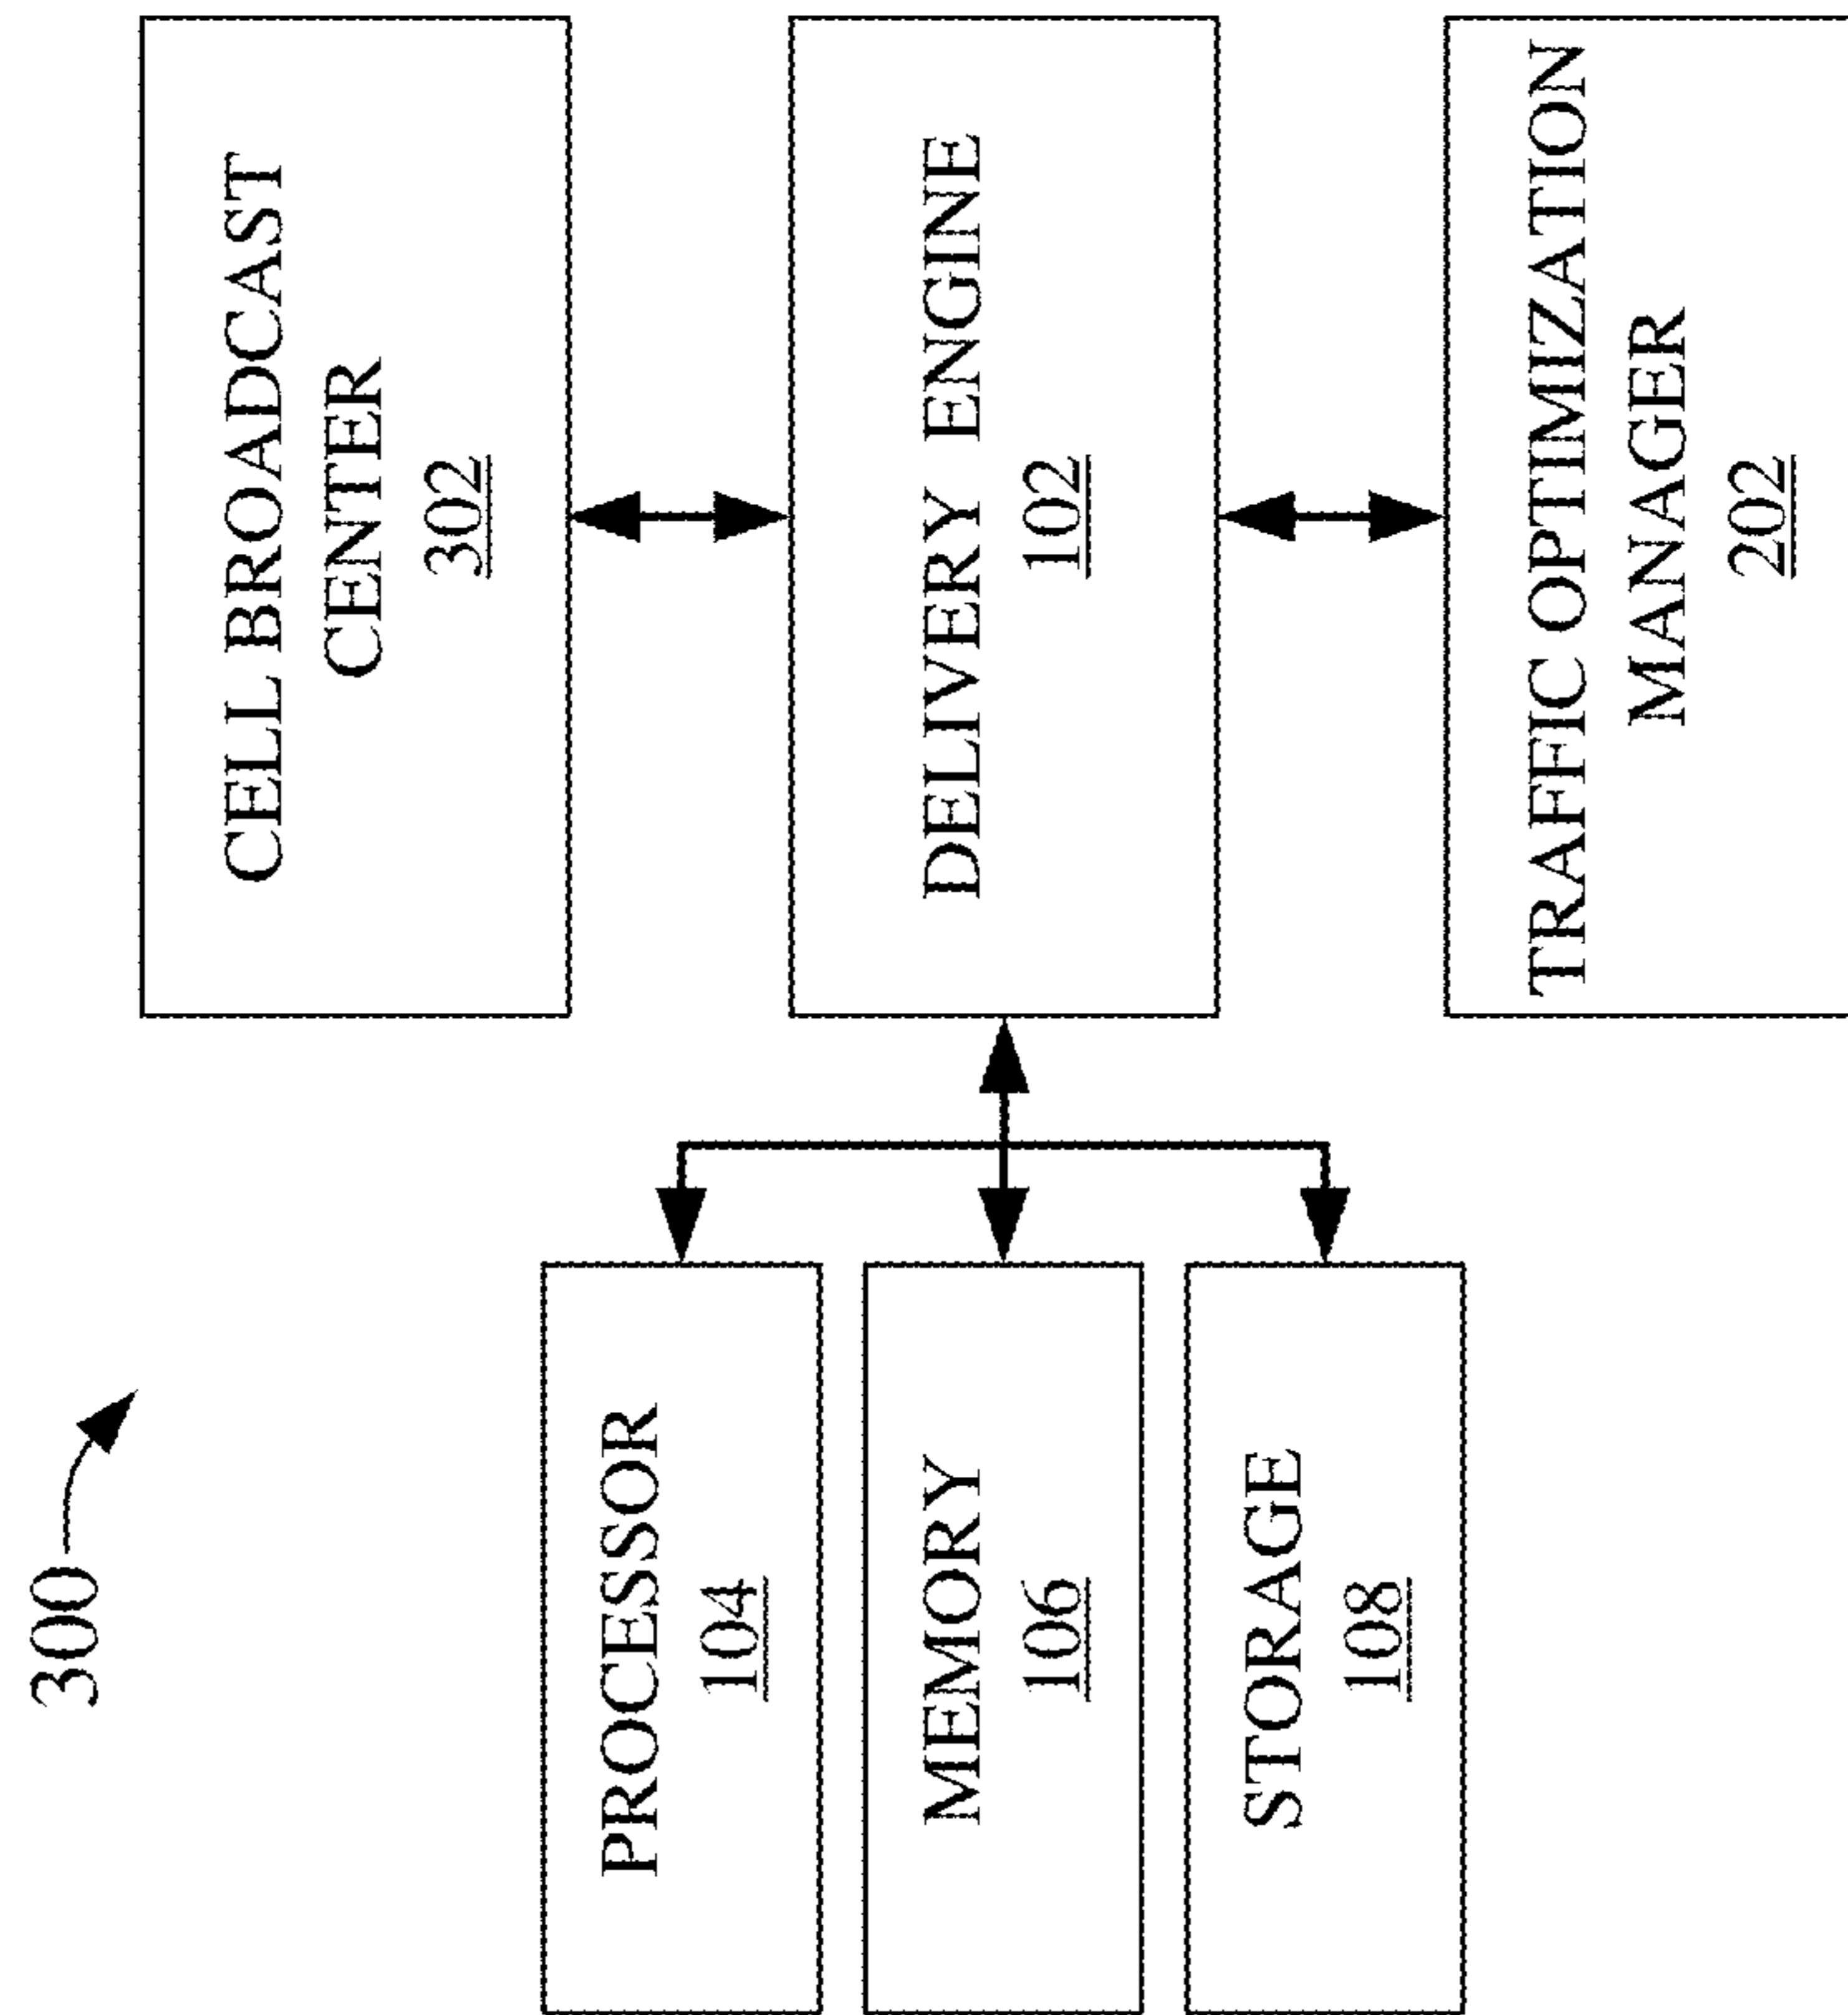 300
CELL BROADCAST
CENTER
302
PROCESSOR
104
DELIVERY ENGINE
102
MEMORY
106
STORAGE
108
TRAFFIC OPTIMIZATION
MANAGER
202